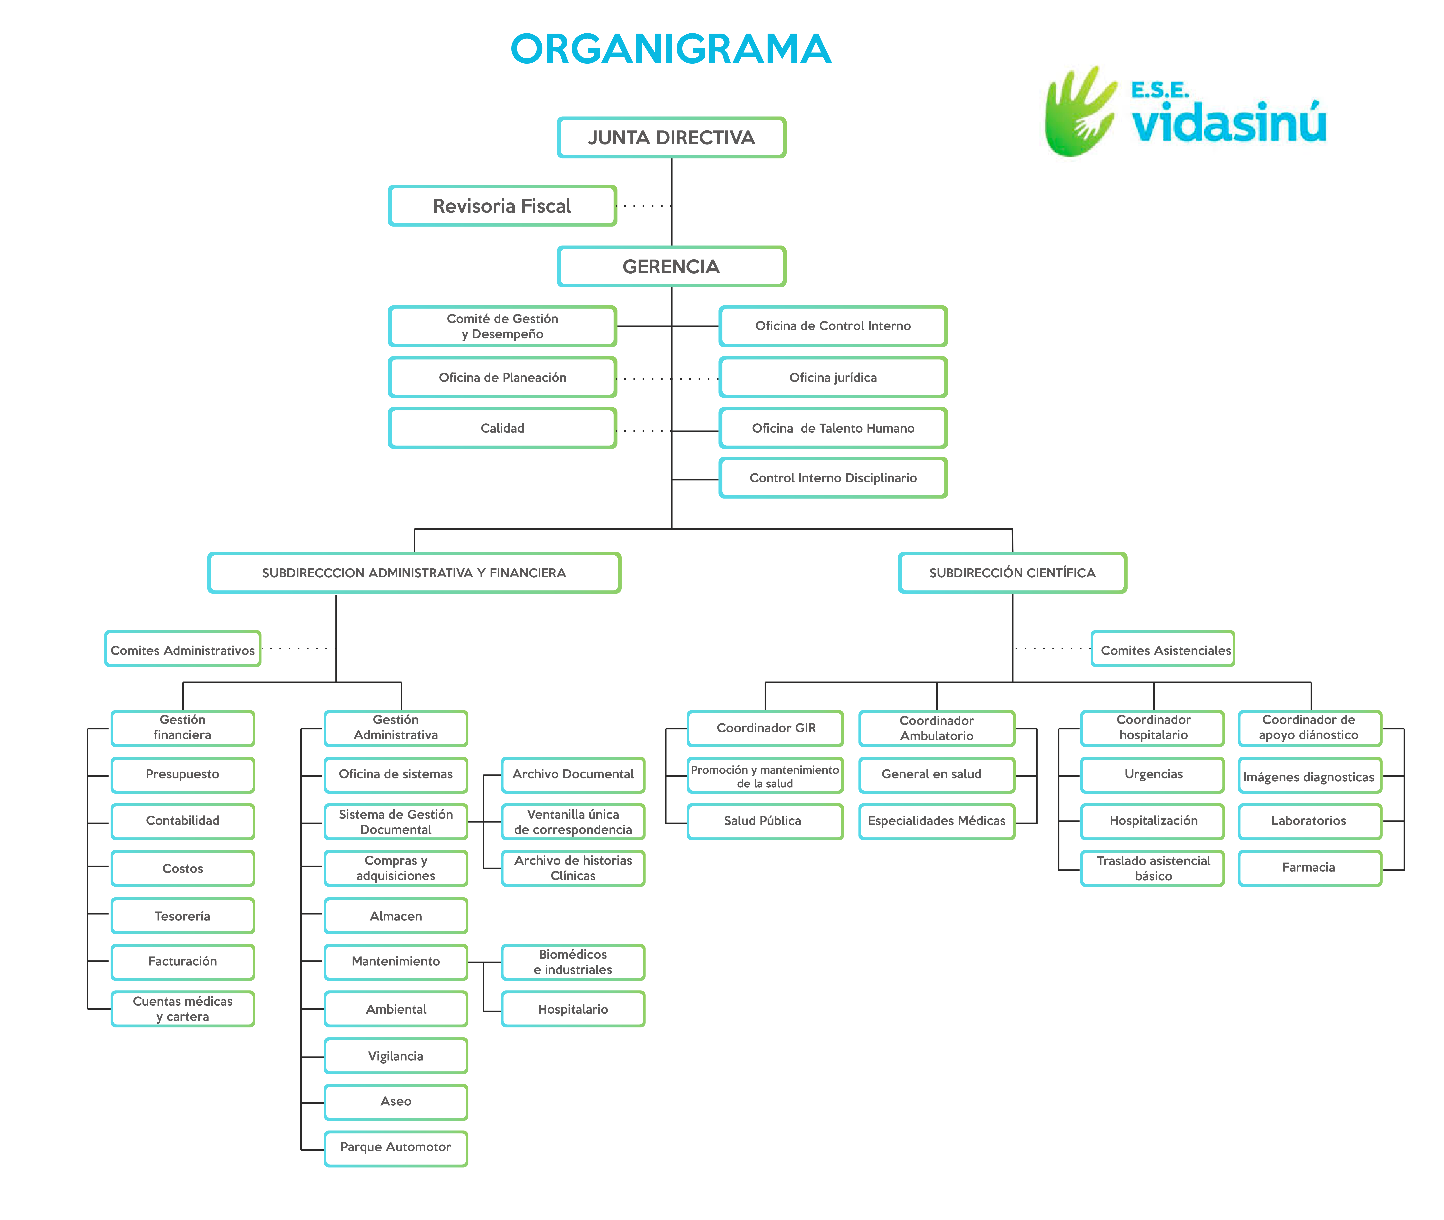 ORGANIGRAMA
E.S.E.
vidasinú
JUNTA DIRECTIVA
Revisoria Fiscal
GERENCIA
Comité de Gestión
y Desempeño
Oficina de Control Interno
Oficina de Planeación
Oficina jurídica
Calidad
Oficina de Talento Humano
Control Interno Disciplinario
SUBDIRECCCION ADMINISTRATIVA Y FINANCIERA
SUBDIRECCIÓN CIENTÍFICA
Comites Administrativos
Comites Asistenciales
Gestión
financiera
Presupuesto
Contabilidad
Costos
Tesorería
Facturación
Cuentas médicas
y cartera
Gestión
Administrativa
Oficina de sistemas
Sistema de Gestión
Documental
Compras y
adquisiciones
Almacen
Mantenimiento
Ambiental
Vigilancia
Aseo
Parque Automotor
Archivo Documental
Ventanilla única
de correspondencia
Archivo de historias
Clínicas
Biomédicos
e industriales
Hospitalario
Coordinador GIR
Promoción y mantenimiento
de la salud
Salud Pública
Coordinador
Ambulatorio
General en salud
Especialidades Médicas
Coordinador
hospitalario
Urgencias
Hospitalización
Traslado asistencial
básico
Coordinador de
apoyo diánostico
Imágenes diagnosticas
Laboratorios
Farmacia